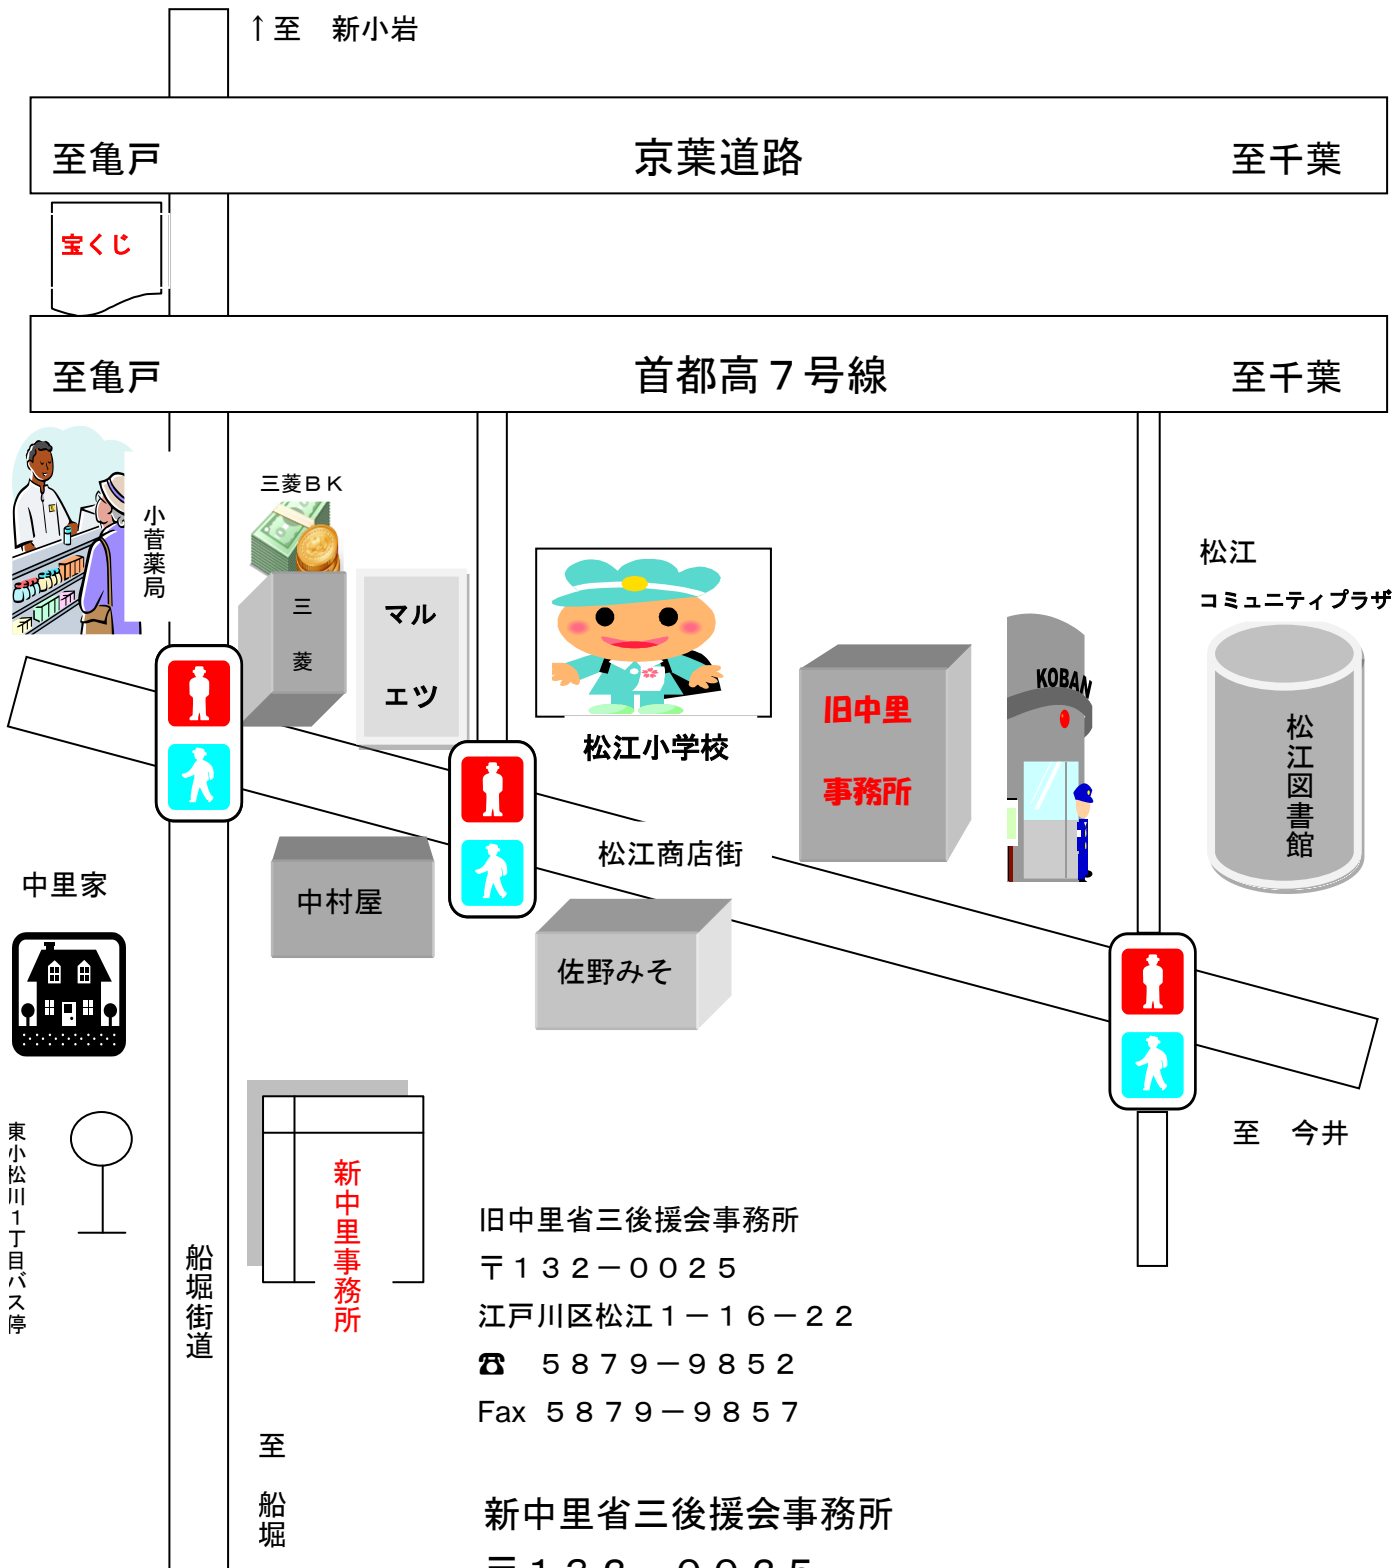 ↑至　新小岩
至亀戸　京葉道路　至千葉
宝くじ
至亀戸　首都高７号線　至千葉
三菱ＢＫ
小菅薬局
三菱
マルエツ
松江小学校
旧中里
事務所
KOBAN
松江
コミュニティプラザ
松江図書館
松江商店街
中村屋
佐野みそ
中里家
至　今井
東小松川１丁目バス停
船堀街道
新中里事務所
至　船堀
旧中里省三後援会事務所
〒１３２－００２５
江戸川区松江１－１６－２２
☎　５８７９－９８５２
Fax ５８７９－９８５７
新中里省三後援会事務所
〒１３２－００２５